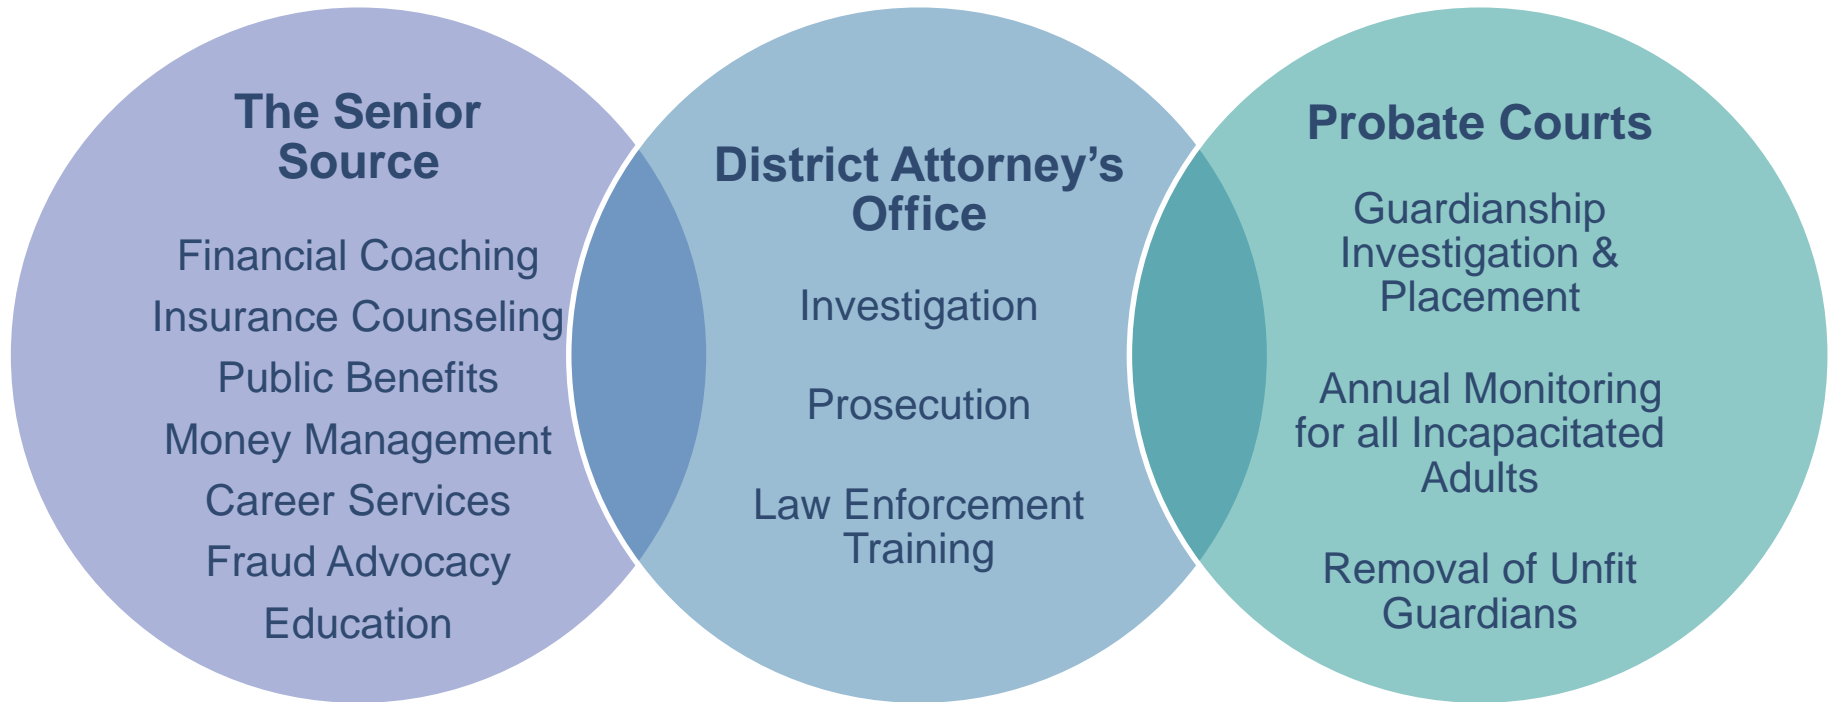 The Senior
Source
Financial Coaching
Insurance Counseling
Public Benefits
Money Management
Career Services
Fraud Advocacy
Education
District Attorney’s
Office
Investigation
Prosecution
Law Enforcement
Training
Probate Courts
Guardianship
Investigation &
Placement
Annual Monitoring
for all Incapacitated
Adults
Removal of Unfit
Guardians